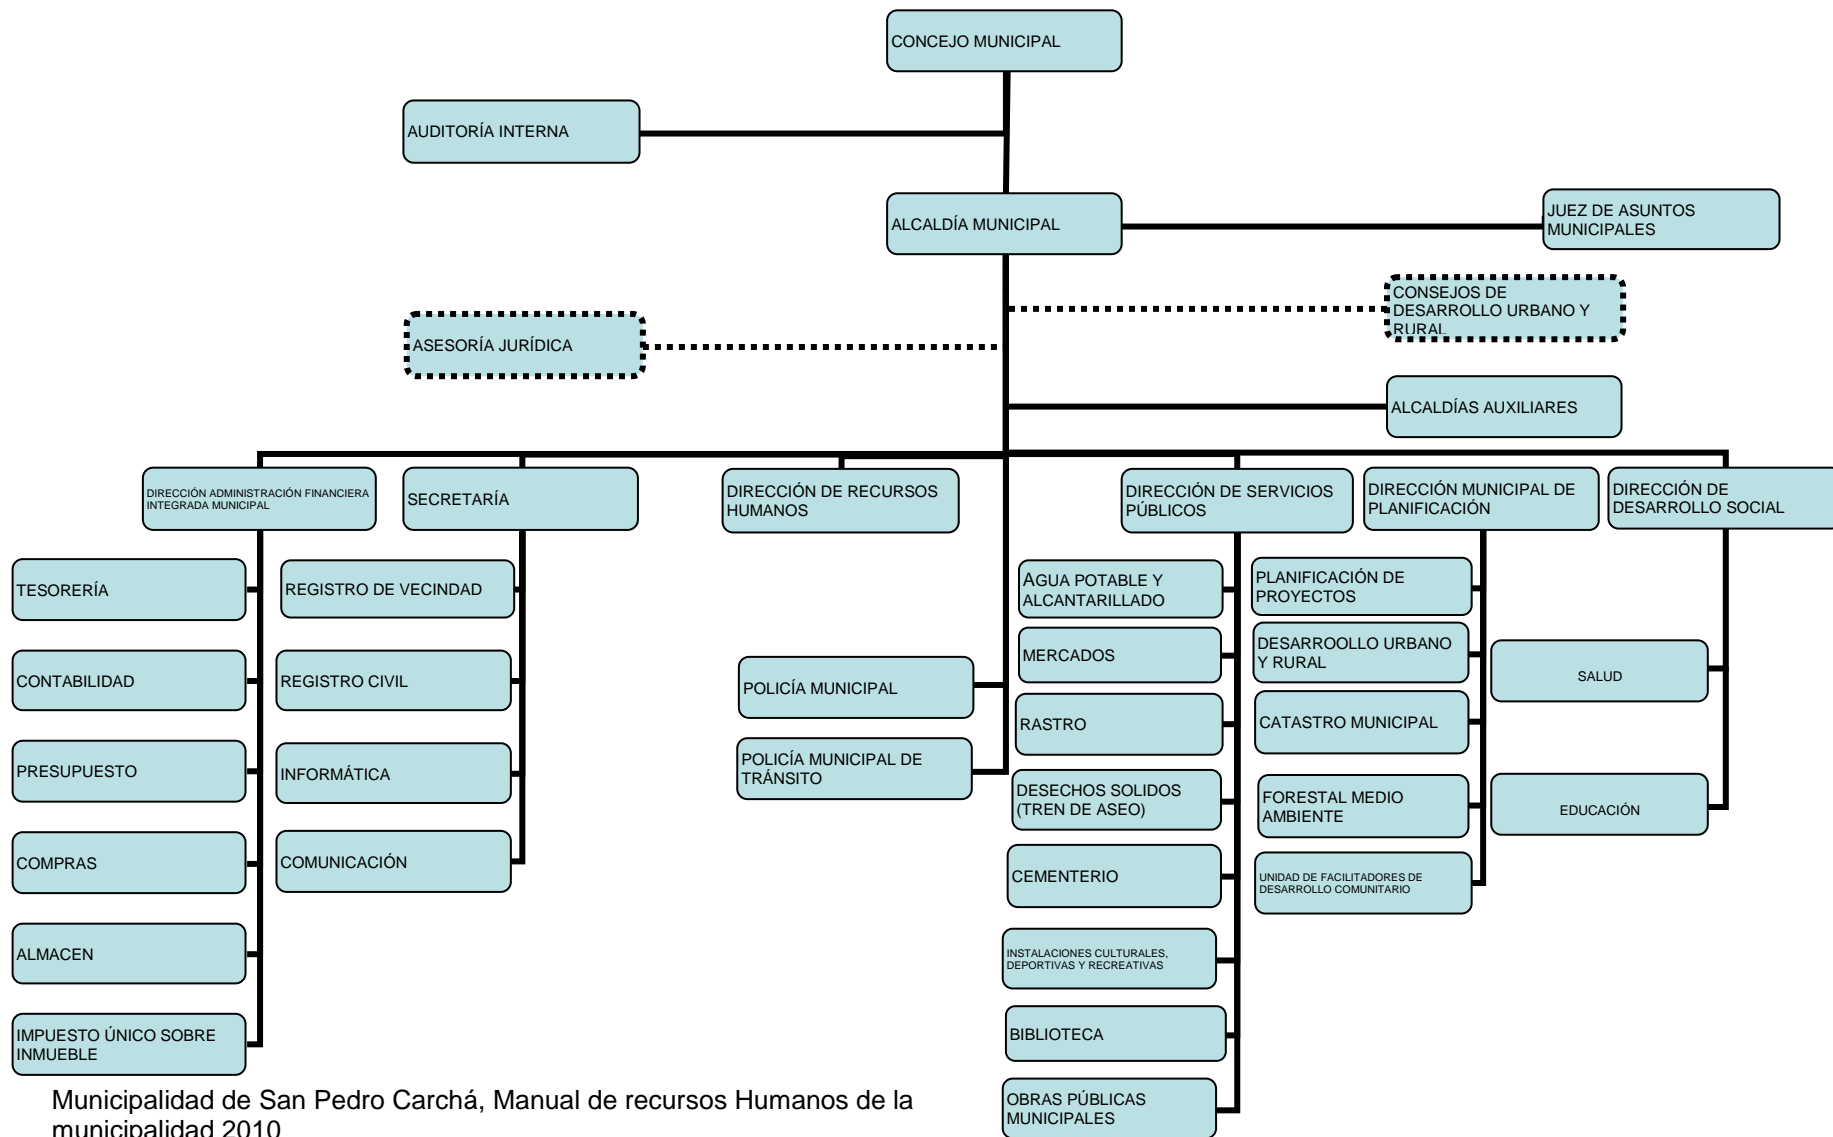 CONCEJO MUNICIPAL
AUDITORÍA INTERNA
ALCALDÍA MUNICIPAL
JUEZ DE ASUNTOS
MUNICIPALES
CONSEJOS DE
DESARROLLO URBANO Y
RURAL
ASESORÍA JURÍDICA
ALCALDÍAS AUXILIARES
DIRECCIÓN ADMINISTRACIÓN FINANCIERA
INTEGRADA MUNICIPAL
SECRETARÍA
DIRECCIÓN DE RECURSOS
HUMANOS
DIRECCIÓN DE SERVICIOS
PÚBLICOS
DIRECCIÓN MUNICIPAL DE
PLANIFICACIÓN
DIRECCIÓN DE
DESARROLLO SOCIAL
TESORERÍA
CONTABILIDAD
PRESUPUESTO
COMPRAS
ALMACEN
IMPUESTO ÚNICO SOBRE
INMUEBLE
REGISTRO DE VECINDAD
REGISTRO CIVIL
INFORMÁTICA
COMUNICACIÓN
POLICÍA MUNICIPAL
POLICÍA MUNICIPAL DE
TRÁNSITO
AGUA POTABLE Y
ALCANTARILLADO
MERCADOS
RASTRO
DESECHOS SOLIDOS
(TREN DE ASEO)
CEMENTERIO
INSTALACIONES CULTURALES,
DEPORTIVAS Y RECREATIVAS
BIBLIOTECA
OBRAS PÚBLICAS
MUNICIPALES
PLANIFICACIÓN DE
PROYECTOS
DESARROOLLO URBANO
Y RURAL
CATASTRO MUNICIPAL
FORESTAL MEDIO
AMBIENTE
UNIDAD DE FACILITADORES DE
DESARROLLO COMUNITARIO
SALUD
EDUCACIÓN
Municipalidad de San Pedro Carchá, Manual de recursos Humanos de la
municipalidad 2010